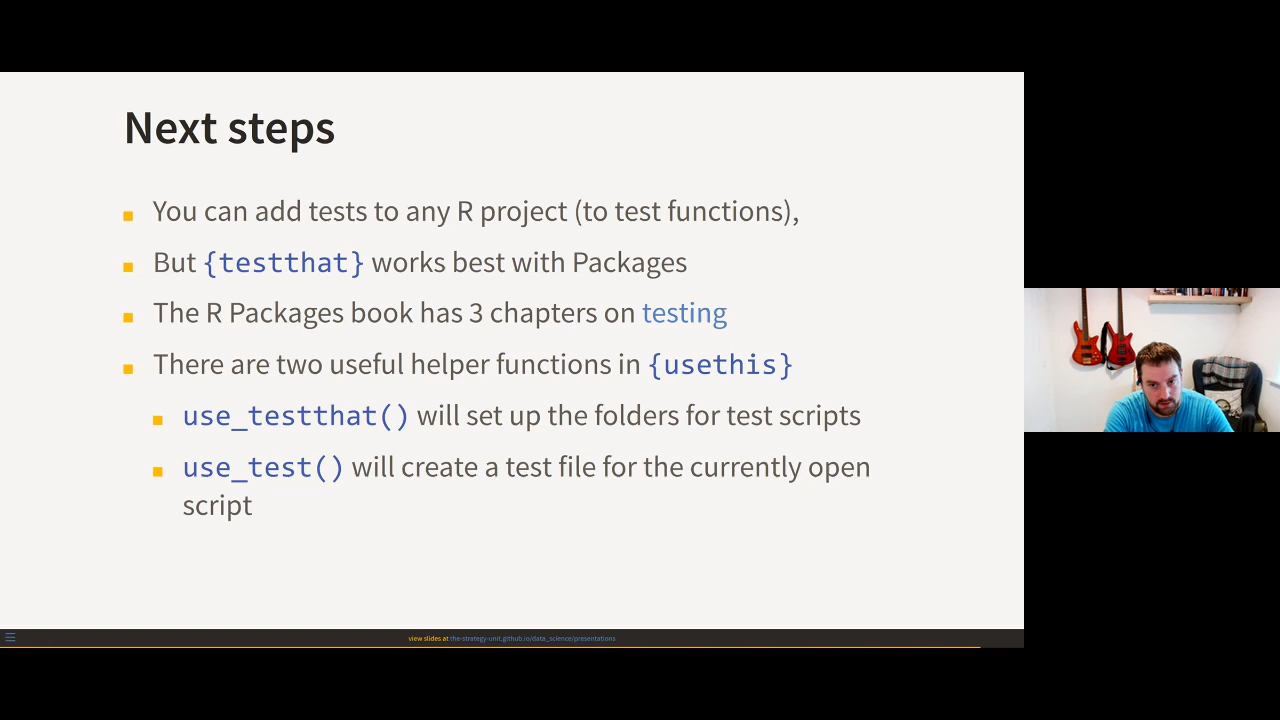 Next steps
You can add tests to any R project (to test functions),
But {testthat} works best with Packages
The R Packages book has 3 chapters on testing
There are two useful helper functions in {usethis}
use_testthat() will set up the folders for test scripts
use_test() will create a test file for the currently open
script
view slides at the-strategy-unit.github.io/data_science/presentations